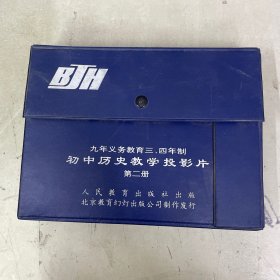 BJH
九年义务教育三、四年制
初中历史教学投影片
第二册
人民教育出版社出版
北京教育幻灯出版公司制作发行